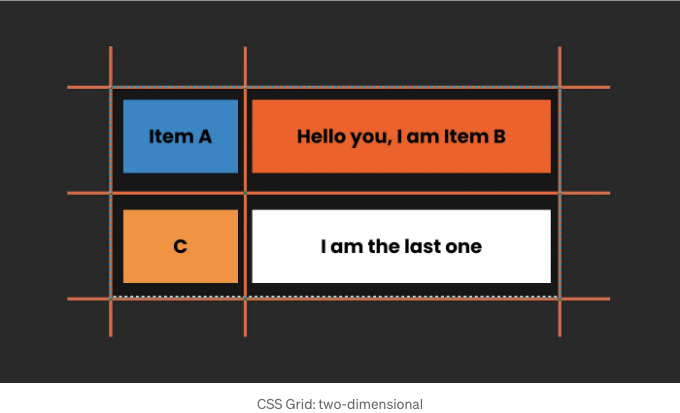 Item A
Hello you, I am Item B
C
I am the last one
CSS Grid: two-dimensional